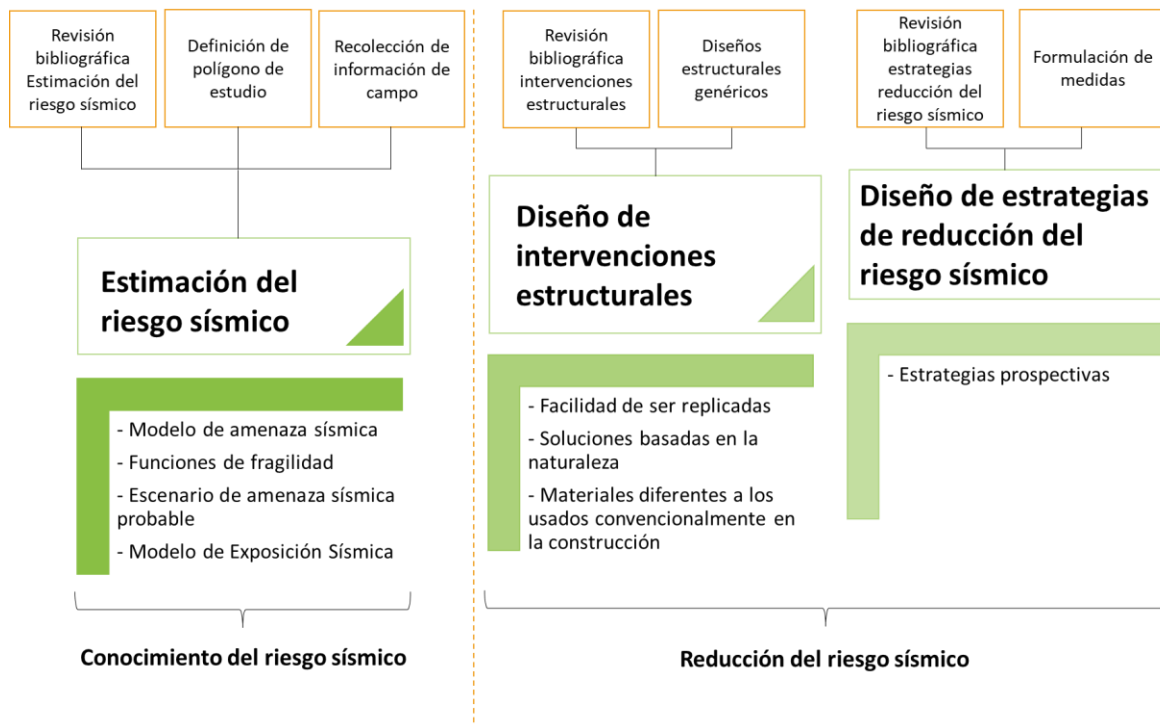 Revisión
bibliográfica
Estimación del
riesgo sísmico
Definición de
polígono de
estudio
Recolección de
información de
campo
Revisión
bibliográfica
intervenciones
estructurales
Diseños
estructurales
genéricos
Revisión
bibliográfica
estrategias
reducción del
riesgo sísmico
Formulación de
medidas
Estimación del
riesgo sísmico
Diseño de
intervenciones
estructurales
Diseño de estrategias
de reducción del
riesgo sísmico
- Modelo de amenaza sísmica
- Funciones de fragilidad
- Escenario de amenaza sísmica
probable
- Modelo de Exposición Sísmica
- Facilidad de ser replicadas
- Soluciones basadas en la
naturaleza
- Materiales diferentes a los
usados convencionalmente en
la construcción
- Estrategias prospectivas
Conocimiento del riesgo sísmico
Reducción del riesgo sísmico